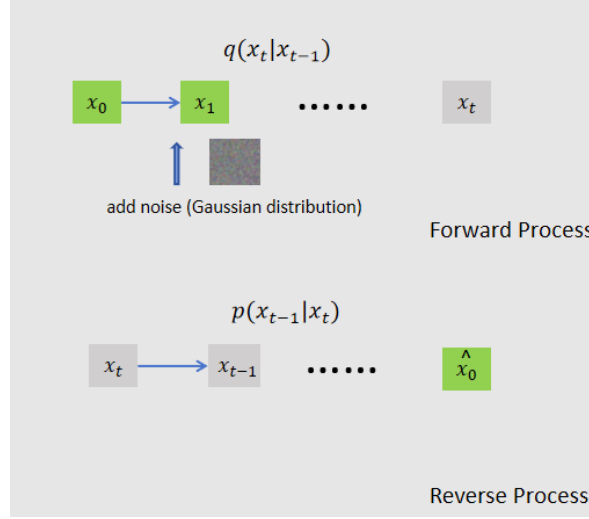 q(x_t|x_{t-1})
x_0 x_1 ...... x_t
add noise (Gaussian distribution)
Forward Process
p(x_{t-1}|x_t)
x_t x_{t-1} ...... \hat{x}_0
Reverse Process